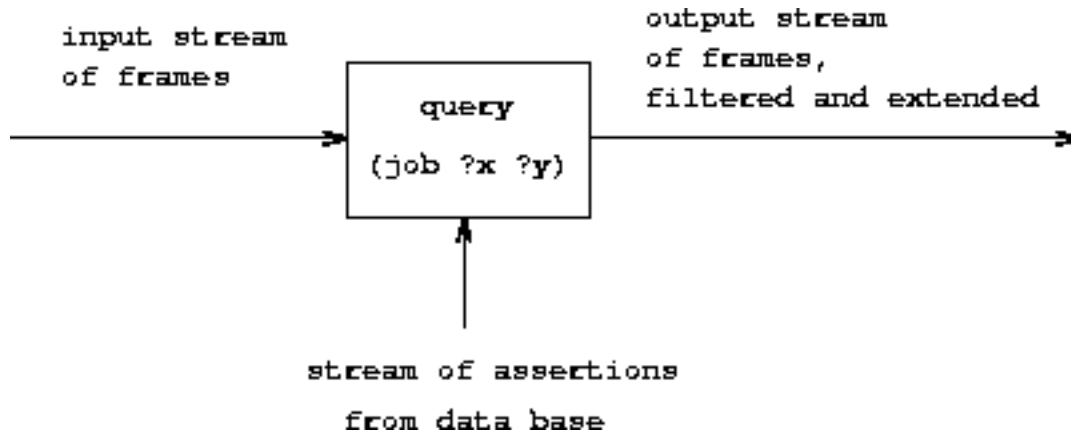 input stream
of frames
query
(job ?x ?y)
output stream
of frames,
filtered and extended
stream of assertions
from data base